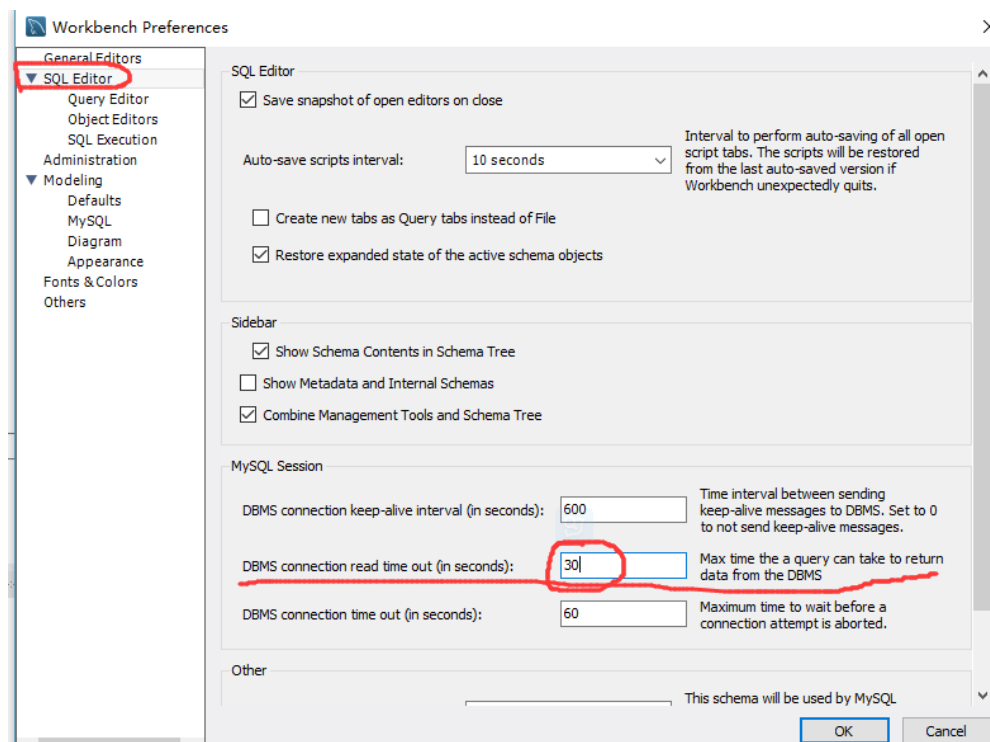 Workbench Preferences
General Editors
SQL Editor
Query Editor
Object Editors
SQL Execution
Administration
Modeling
Defaults
MySQL
Diagram
Appearance
Fonts & Colors
Others
SQL Editor
Save snapshot of open editors on close
Auto-save scripts interval:
10 seconds
Interval to perform auto-saving of all open
script tabs. The scripts will be restored
from the last auto-saved version if
Workbench unexpectedly quits.
Create new tabs as Query tabs instead of File
Restore expanded state of the active schema objects
Sidebar
Show Schema Contents in Schema Tree
Show Metadata and Internal Schemas
Combine Management Tools and Schema Tree
MySQL Session
DBMS connection keep-alive interval (in seconds):
600
Time interval between sending
keep-alive messages to DBMS. Set to 0
to not send keep-alive messages.
DBMS connection read time out (in seconds):
30
Max time the a query can take to return
data from the DBMS
DBMS connection time out (in seconds):
60
Maximum time to wait before a
connection attempt is aborted.
Other
This schema will be used by MySQL
OK
Cancel